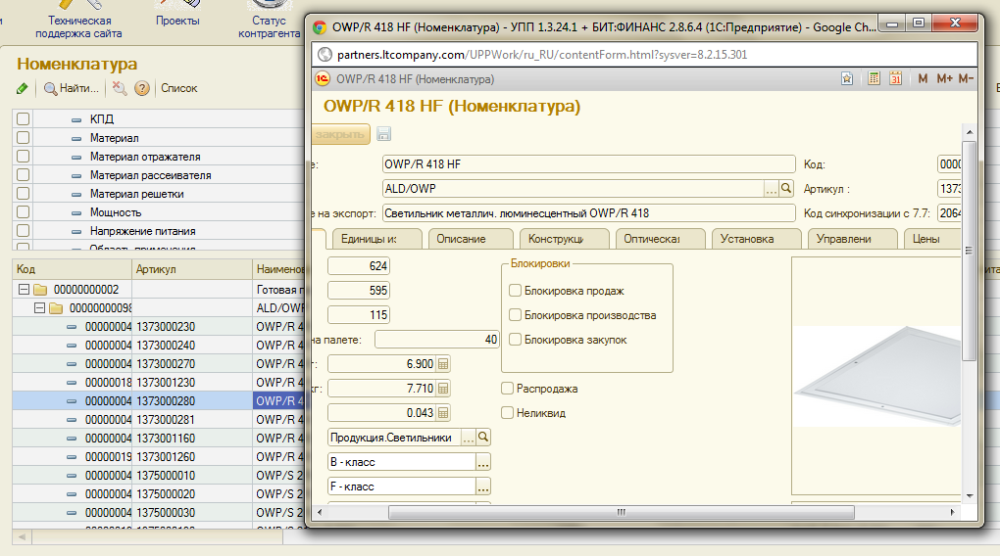 Техническая поддержка сайта
Проекты
Статус контрагента
Номенклатура
Найти...
Список
КПД
Материал
Материал отражателя
Материал рассеивателя
Материал решетки
Мощность
Напряжение питания
Область применения
Код Артикул Наименов
00000000002 Готовая г
00000000098 ALD/OWP
00000004 1373000230 OWP/R 4
00000004 1373000240 OWP/R 4
00000004 1373000270 OWP/R 4
00000018 1373001230 OWP/R 4
00000004 1373000280 OWP/R 4
00000004 1373000281 OWP/R 4
00000004 1373001160 OWP/R 4
00000019 1373001260 OWP/R 4
00000004 1375000010 OWP/S 2
00000004 1375000020 OWP/S 2
00000004 1375000030 OWP/S 2
OWP/R 418 HF (Номенклатура) - УПП 1.3.24.1 + БИТ:ФИНАНС 2.8.6.4 (1С:Предприятие) - Google Ch...
partners.ltcompany.com/UPPWork/ru_RU/contentForm.html?sysver=8.2.15.301
OWP/R 418 HF (Номенклатура)
M M+ M-
OWP/R 418 HF (Номенклатура)
закрыть
е: OWP/R 418 HF Код: 0000
ALD/OWP ... Артикул : 1373
е на экспорт: Светильник металлич. люминесцентный OWP/R 418 Код синхронизации с 7.7: 2064
Единицы из Описание Конструкци Оптическая Установка Управлени Цены
624
595
115
на палете: 40
г: 6.900
кг: 7.710
0.043
Продукция.Светильники ...
B - класс ...
F - класс ...
Блокировки
Блокировка продаж
Блокировка производства
Блокировка закупок
Распродажа
Неликвид